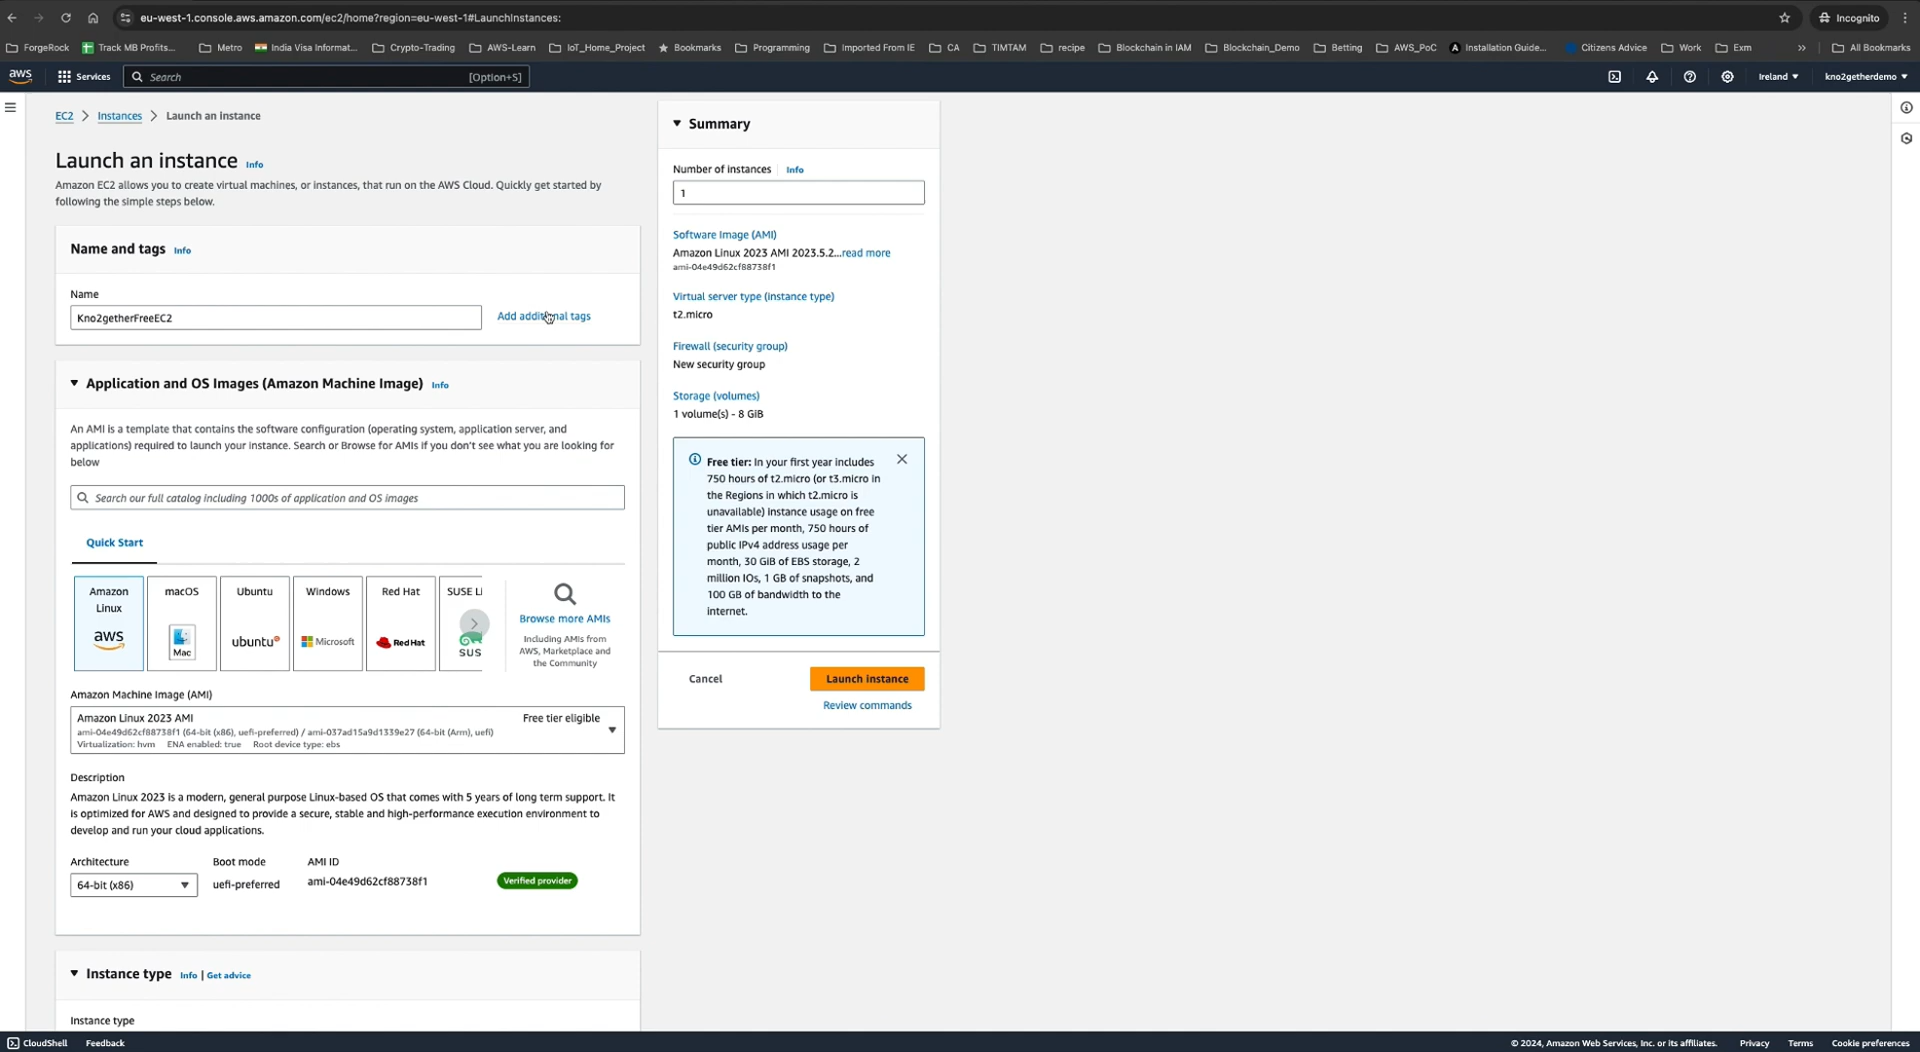 eu-west-1.console.aws.amazon.com/ec2/home?region=eu-west-1#LaunchInstances:
Incognito
ForgeRock
Track MB Profits...
Metro
India Visa Informat...
Crypto-Trading
AWS-Learn
IoT_Home_Project
Bookmarks
Programming
Imported From IE
CA
TIMTAM
recipe
Blockchain in IAM
Blockchain_Demo
Betting
AWS_PoC
Installation Guide...
Citizens Advice
Work
Exm
»
All Bookmarks
aws
Services
Search
[Option+S]
Ireland
kno2getherdemo
EC2
Instances
Launch an instance
Launch an instance Info
Amazon EC2 allows you to create virtual machines, or instances, that run on the AWS Cloud. Quickly get started by
following the simple steps below.
Name and tags Info
Name
Kno2getherFreeEC2
Add additional tags
Application and OS Images (Amazon Machine Image) Info
An AMI is a template that contains the software configuration (operating system, application server, and
applications) required to launch your instance. Search or Browse for AMIs if you don't see what you are looking for
below
Search our full catalog including 1000s of application and OS images
Quick Start
Amazon
Linux
aws
macOS
Mac
Ubuntu
ubuntu
Windows
Microsoft
Red Hat
Red Hat
SUSE Li
SUS
Browse more AMIs
Including AMIs from
AWS, Marketplace and
the Community
Amazon Machine Image (AMI)
Amazon Linux 2023 AMI
Free tier eligible
ami-04e49d62cf88738f1 (64-bit (x86), uefi-preferred) / ami-037ad15a9d1339e27 (64-bit (Arm), uefi)
Virtualization: hvm ENA enabled: true Root device type: ebs
Description
Amazon Linux 2023 is a modern, general purpose Linux-based OS that comes with 5 years of long term support. It
is optimized for AWS and designed to provide a secure, stable and high-performance execution environment to
develop and run your cloud applications.
Architecture
Boot mode
AMI ID
64-bit (x86)
uefi-preferred
ami-04e49d62cf88738f1
Verified provider
Instance type Info | Get advice
Instance type
Summary
Number of instances Info
1
Software Image (AMI)
Amazon Linux 2023 AMI 2023.5.2...read more
ami-04e49d62cf88738f1
Virtual server type (instance type)
t2.micro
Firewall (security group)
New security group
Storage (volumes)
1 volume(s) - 8 GiB
Free tier: In your first year includes
750 hours of t2.micro (or t3.micro in
the Regions in which t2.micro is
unavailable) instance usage on free
tier AMIs per month, 750 hours of
public IPv4 address usage per
month, 30 GiB of EBS storage, 2
million IOs, 1 GB of snapshots, and
100 GB of bandwidth to the
internet.
Cancel
Launch instance
Review commands
CloudShell
Feedback
© 2024, Amazon Web Services, Inc. or its affiliates.
Privacy
Terms
Cookie preferences